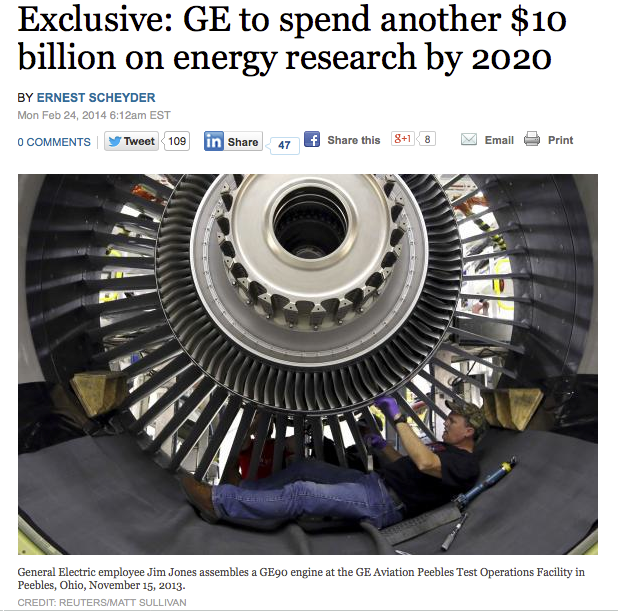 Exclusive: GE to spend another $10
billion on energy research by 2020
BY ERNEST SCHEYDER
Mon Feb 24, 2014 6:12am EST
0 COMMENTS Tweet 109 in Share 47 f Share this g+1 8 Email Print
General Electric employee Jim Jones assembles a GE90 engine at the GE Aviation Peebles Test Operations Facility in
Peebles, Ohio, November 15, 2013.
CREDIT: REUTERS/MATT SULLIVAN